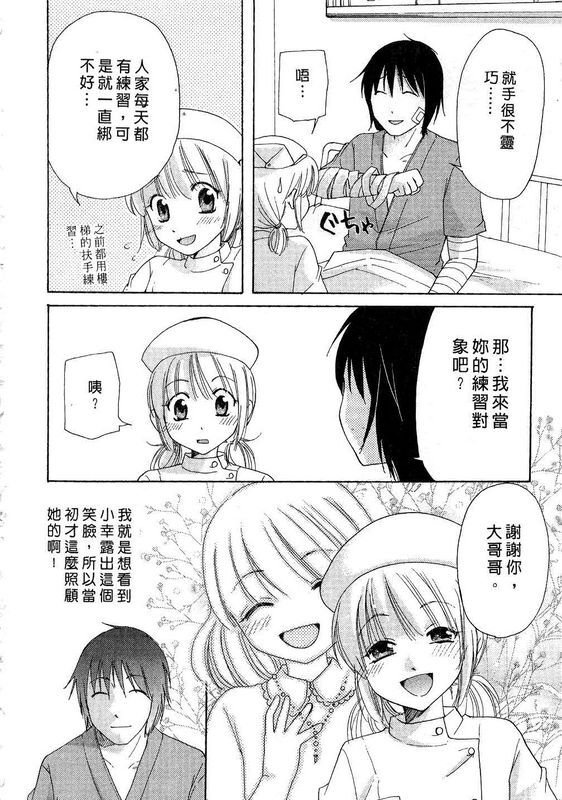 就手很不靈
巧…
唔…
ぐちゃ
人家每天都
有練習，可
是就一直綁
不好…
之前都用樓
梯的扶手練
習…
那…我來當
妳的練習對
象吧？
咦？
謝謝你，
大哥哥。
我就是想看到
小幸露出這個
笑臉，所以當
初才這麼照顧
她的啊！